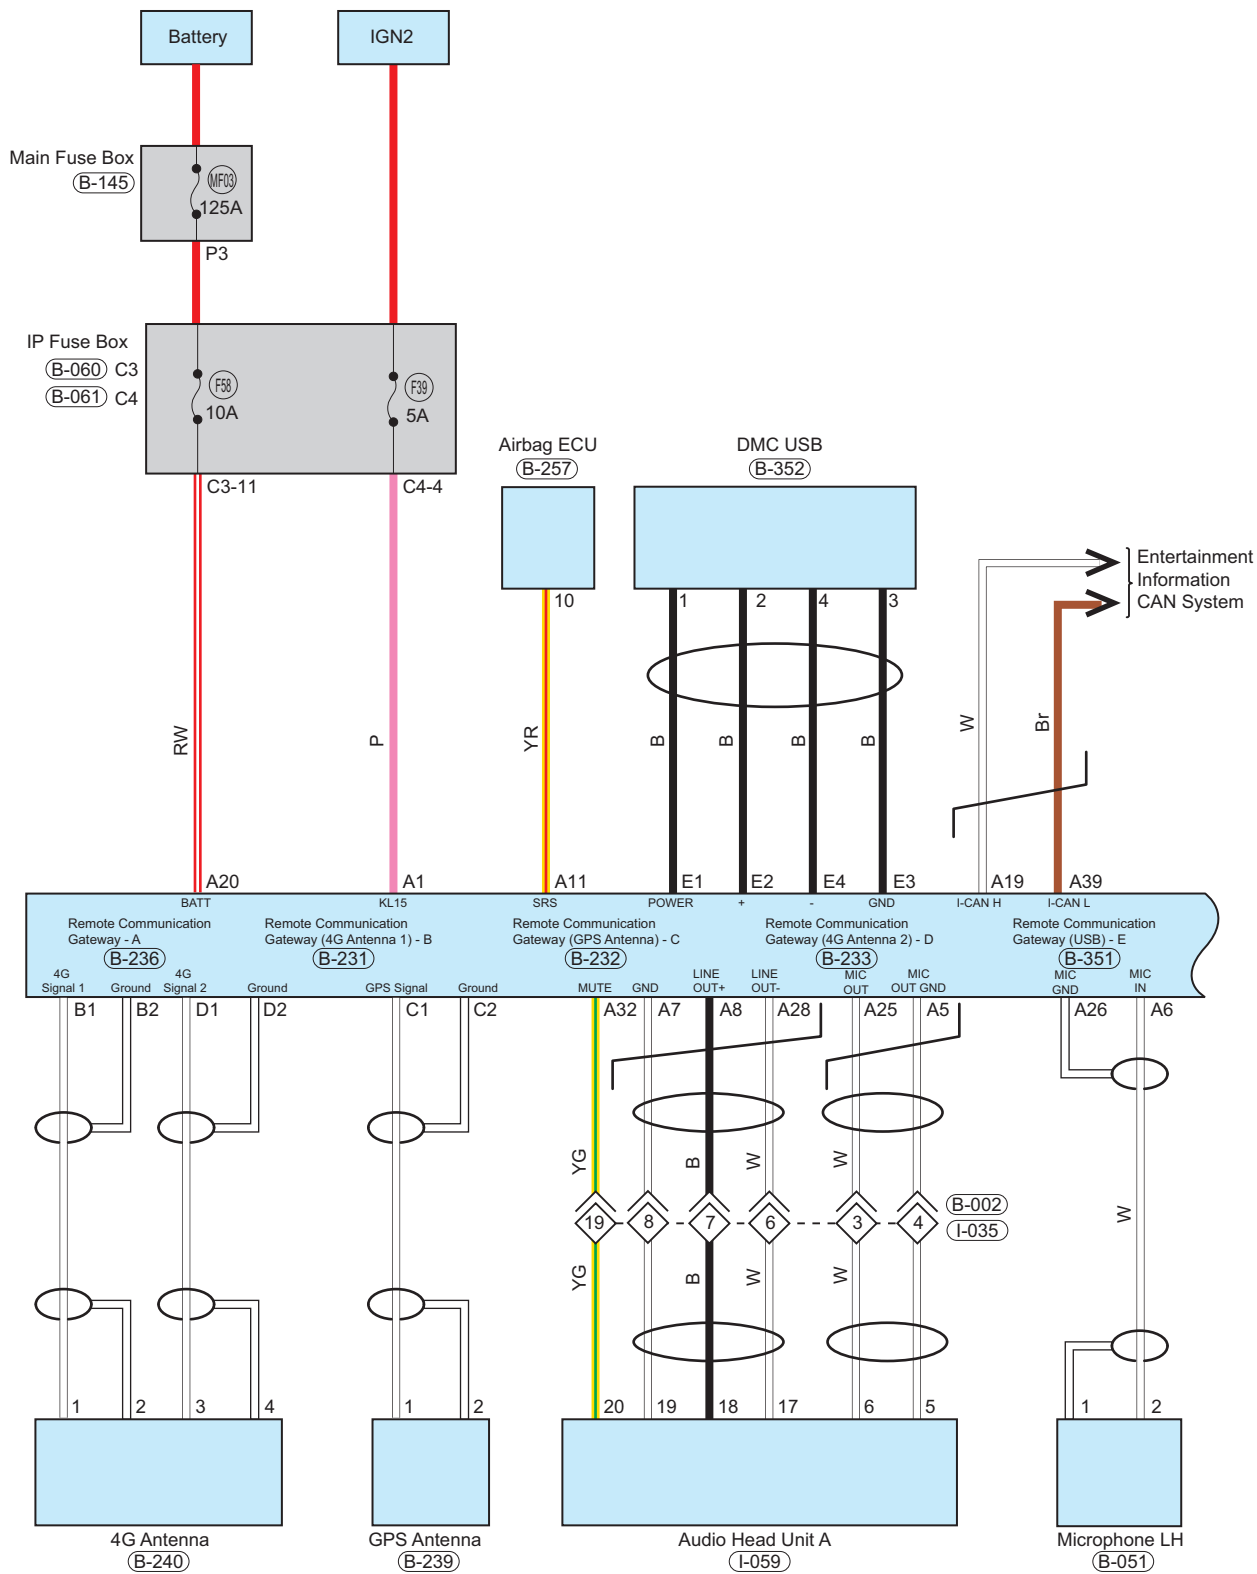 Battery
IGN2
Main Fuse Box
B-145
MF03
125A
P3
IP Fuse Box
B-060 C3
B-061 C4
F58
10A
F39
5A
C3-11
C4-4
Airbag ECU
B-257
DMC USB
B-352
10
1
2
4
3
Entertainment
Information
CAN System
RW
P
YR
B
B
B
B
W
Br
A20
A1
A11
E1
E2
E4
E3
A19
A39
BATT
KL15
SRS
POWER
+
-
GND
I-CAN H
I-CAN L
Remote Communication
Gateway - A
B-236
Remote Communication
Gateway (4G Antenna 1) - B
B-231
Remote Communication
Gateway (GPS Antenna) - C
B-232
Remote Communication
Gateway (4G Antenna 2) - D
B-233
Remote Communication
Gateway (USB) - E
B-351
4G
Signal 1
Ground
4G
Signal 2
Ground
GPS Signal
Ground
MUTE
GND
LINE
OUT+
LINE
OUT-
MIC
OUT
MIC
OUT GND
MIC
GND
MIC
IN
B1
B2
D1
D2
C1
C2
A32
A7
A8
A28
A25
A5
A26
A6
YG
B
W
W
19
8
7
6
3
4
B-002
I-035
W
YG
B
W
W
1
2
3
4
1
2
20
19
18
17
6
5
1
2
4G Antenna
B-240
GPS Antenna
B-239
Audio Head Unit A
I-059
Microphone LH
B-051